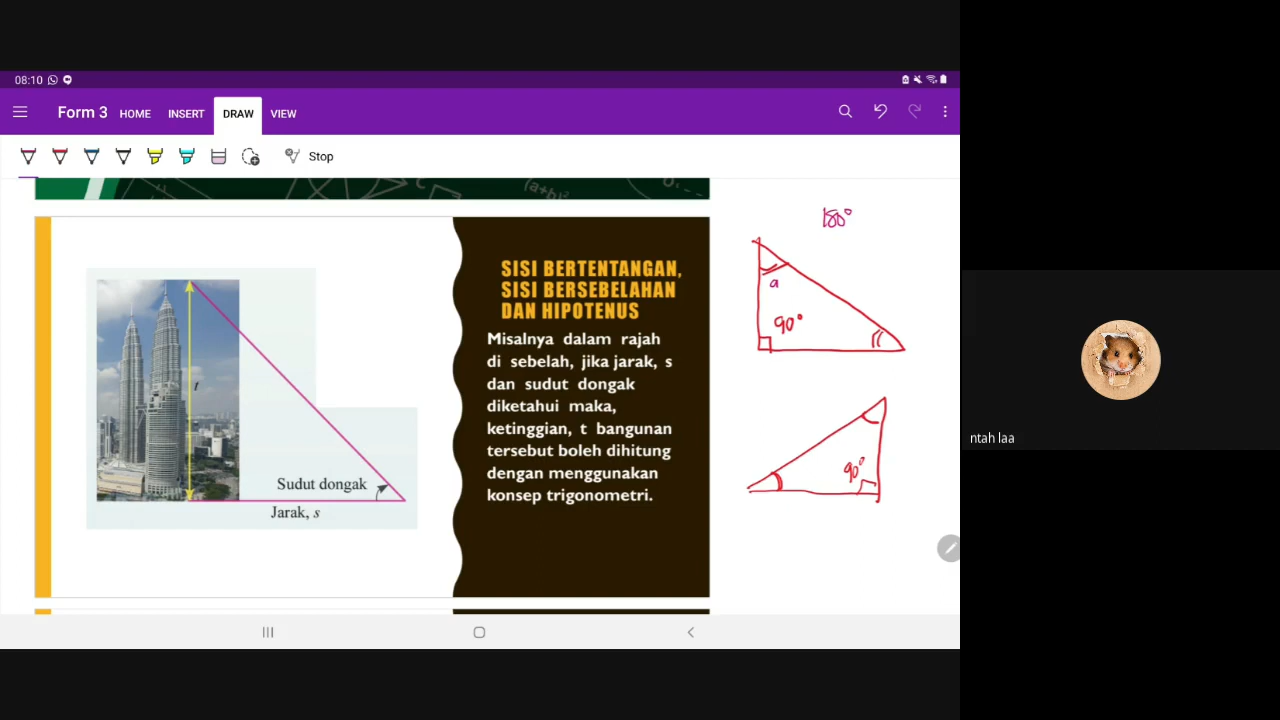 08:10
Form 3 HOME INSERT DRAW VIEW
Stop
(a+b)²
SISI BERTENTANGAN,
SISI BERSEBELAHAN
DAN HIPOTENUS
Misalnya dalam rajah
di sebelah, jika jarak, s
dan sudut dongak
diketahui maka,
ketinggian, t bangunan
tersebut boleh dihitung
dengan menggunakan
konsep trigonometri.
t
Sudut dongak
Jarak, s
180°
a
90°
90°
ntah laa